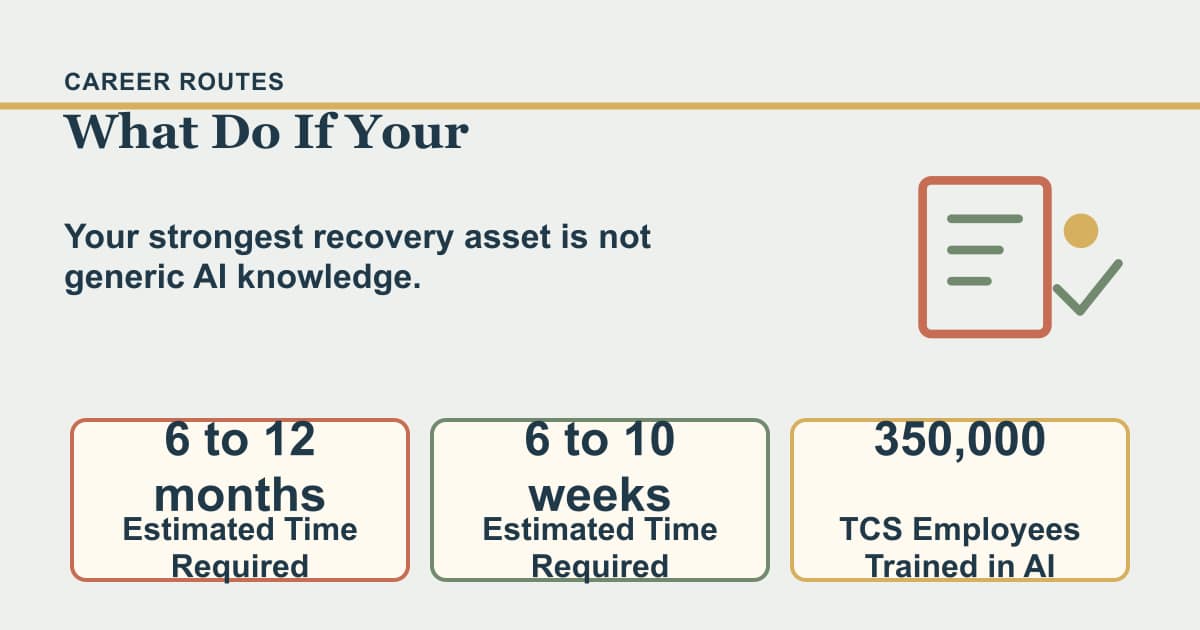 CAREER ROUTES
What Do If Your
Your strongest recovery asset is not
generic AI knowledge.
6 to 12
months
Estimated Time
Required
6 to 10
weeks
Estimated Time
Required
350,000
TCS Employees
Trained in AI